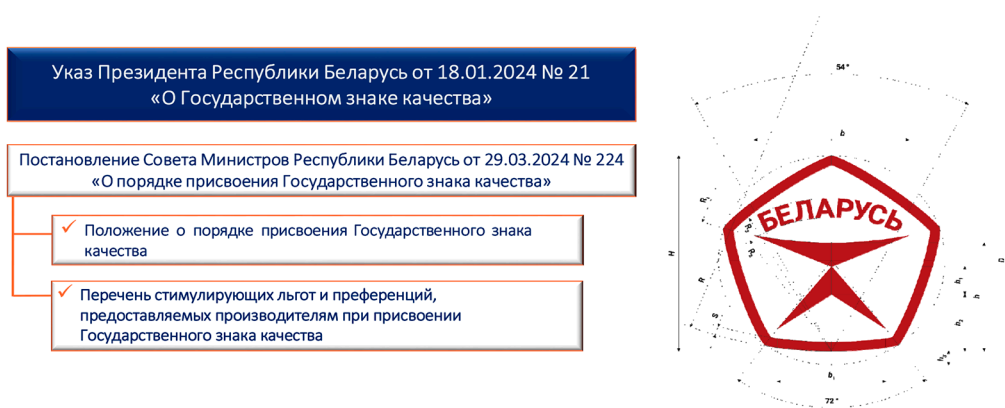 Указ Президента Республики Беларусь от 18.01.2024 № 21
«О Государственном знаке качества»
Постановление Совета Министров Республики Беларусь от 29.03.2024 № 224
«О порядке присвоения Государственного знака качества»
Положение о порядке присвоения Государственного знака
качества
Перечень стимулирующих льгот и преференций,
предоставляемых производителям при присвоении
Государственного знака качества
54°
b
БЕЛАРУСЬ
H
R
S
h
b₁
72°